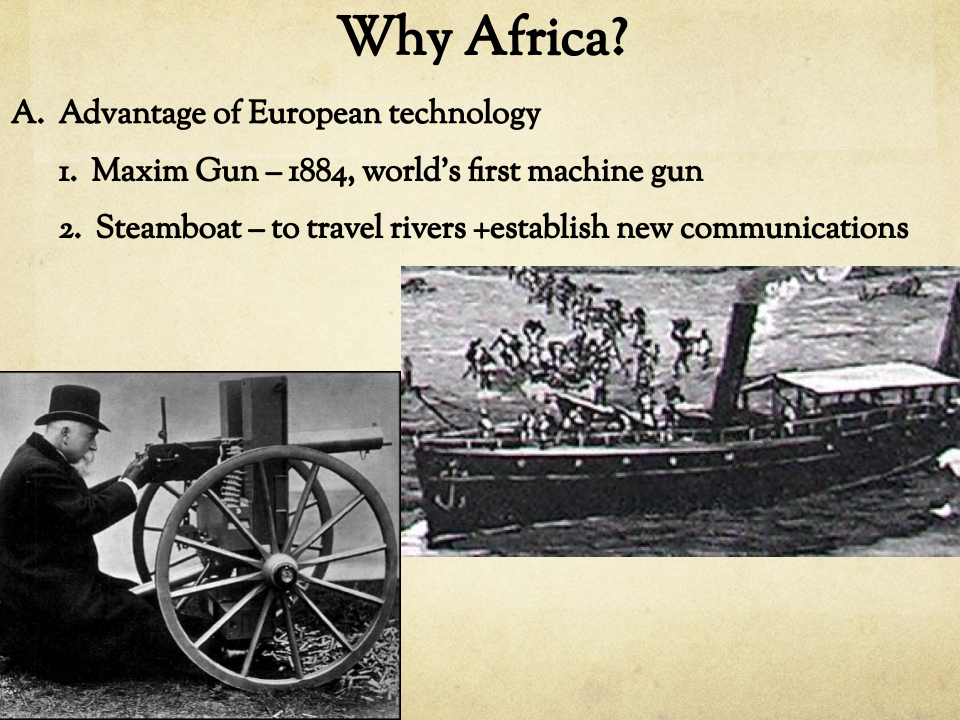 Why Africa?
A. Advantage of European technology
1. Maxim Gun – 1884, world’s first machine gun
2. Steamboat – to travel rivers +establish new communications